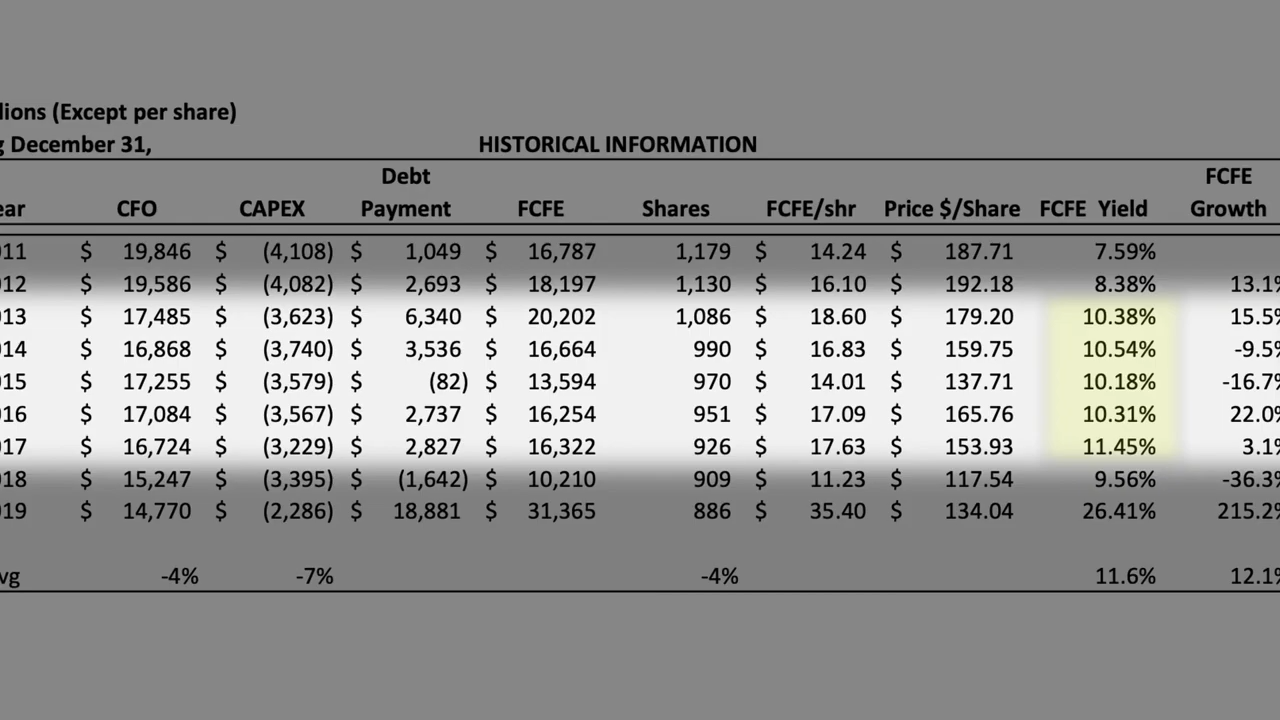 lions (Except per share)
g December 31, HISTORICAL INFORMATION
Debt FCFE
ear CFO CAPEX Payment FCFE Shares FCFE/shr Price $/Share FCFE Yield Growth
011 $ 19,846 $ (4,108) $ 1,049 $ 16,787 1,179 $ 14.24 $ 187.71 7.59%
012 $ 19,586 $ (4,082) $ 2,693 $ 18,197 1,130 $ 16.10 $ 192.18 8.38% 13.1%
013 $ 17,485 $ (3,623) $ 6,340 $ 20,202 1,086 $ 18.60 $ 179.20 10.38% 15.5%
014 $ 16,868 $ (3,740) $ 3,536 $ 16,664 990 $ 16.83 $ 159.75 10.54% -9.5%
015 $ 17,255 $ (3,579) $ (82) $ 13,594 970 $ 14.01 $ 137.71 10.18% -16.7%
016 $ 17,084 $ (3,567) $ 2,737 $ 16,254 951 $ 17.09 $ 165.76 10.31% 22.0%
017 $ 16,724 $ (3,229) $ 2,827 $ 16,322 926 $ 17.63 $ 153.93 11.45% 3.1%
018 $ 15,247 $ (3,395) $ (1,642) $ 10,210 909 $ 11.23 $ 117.54 9.56% -36.3%
019 $ 14,770 $ (2,286) $ 18,881 $ 31,365 886 $ 35.40 $ 134.04 26.41% 215.2%
vg -4% -7% -4% 11.6% 12.1%